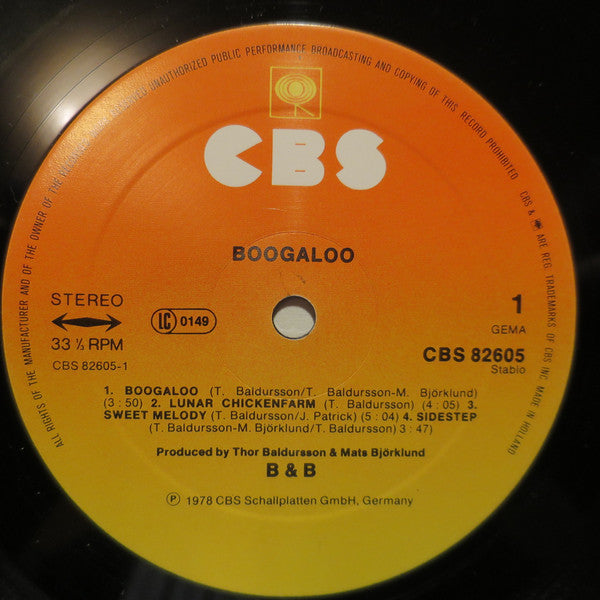 ALL RIGHTS OF THE MANUFACTURER AND OF THE OWNER OF THE UNAUTHORIZED PUBLIC PERFORMANCE BROADCASTING AND COPYING OF THIS RECORD PROHIBITED
CBS & ARE REG. TRADEMARKS OF CBS INC MADE IN HOLLAND
CBS
BOOGALOO
STEREO
33 ⅓ RPM
CBS 82605-1
LC 0149
1
GEMA
CBS 82605
Stablo
1. BOOGALOO (T. Baldursson/T. Baldursson-M. Björklund)
(3:50) 2. LUNAR CHICKENFARM (T. Baldursson) (4:05) 3.
SWEET MELODY (T. Baldursson/J. Patrick) (5:04) 4. SIDESTEP
(T. Baldursson-M. Björklund/T. Baldursson) 3:47)
Produced by Thor Baldursson & Mats Björklund
B & B
Ⓟ 1978 CBS Schallplatten GmbH, Germany